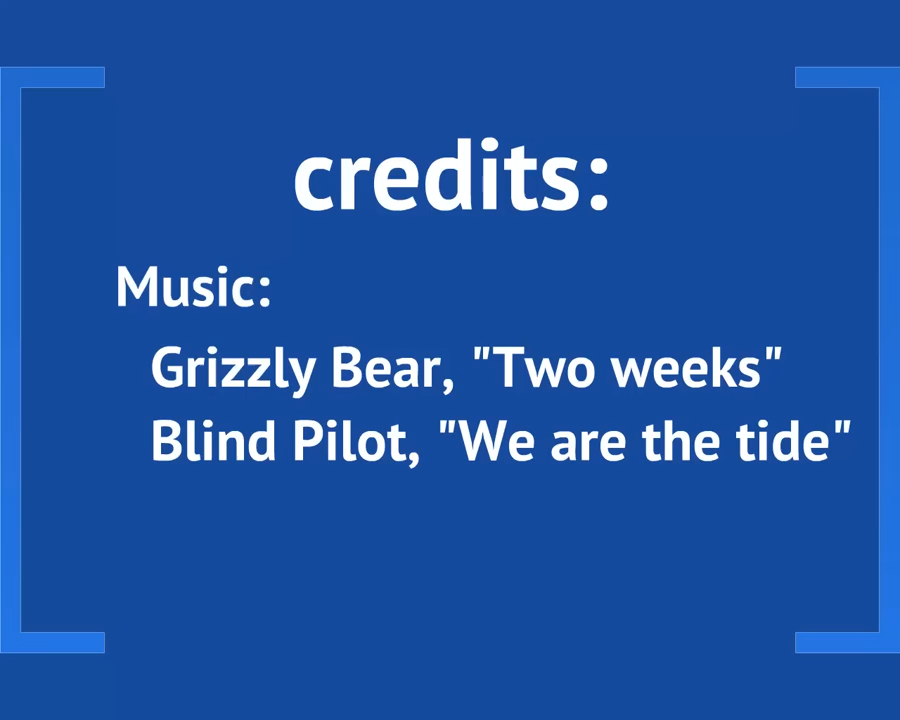 credits:
Music:
Grizzly Bear, "Two weeks"
Blind Pilot, "We are the tide"